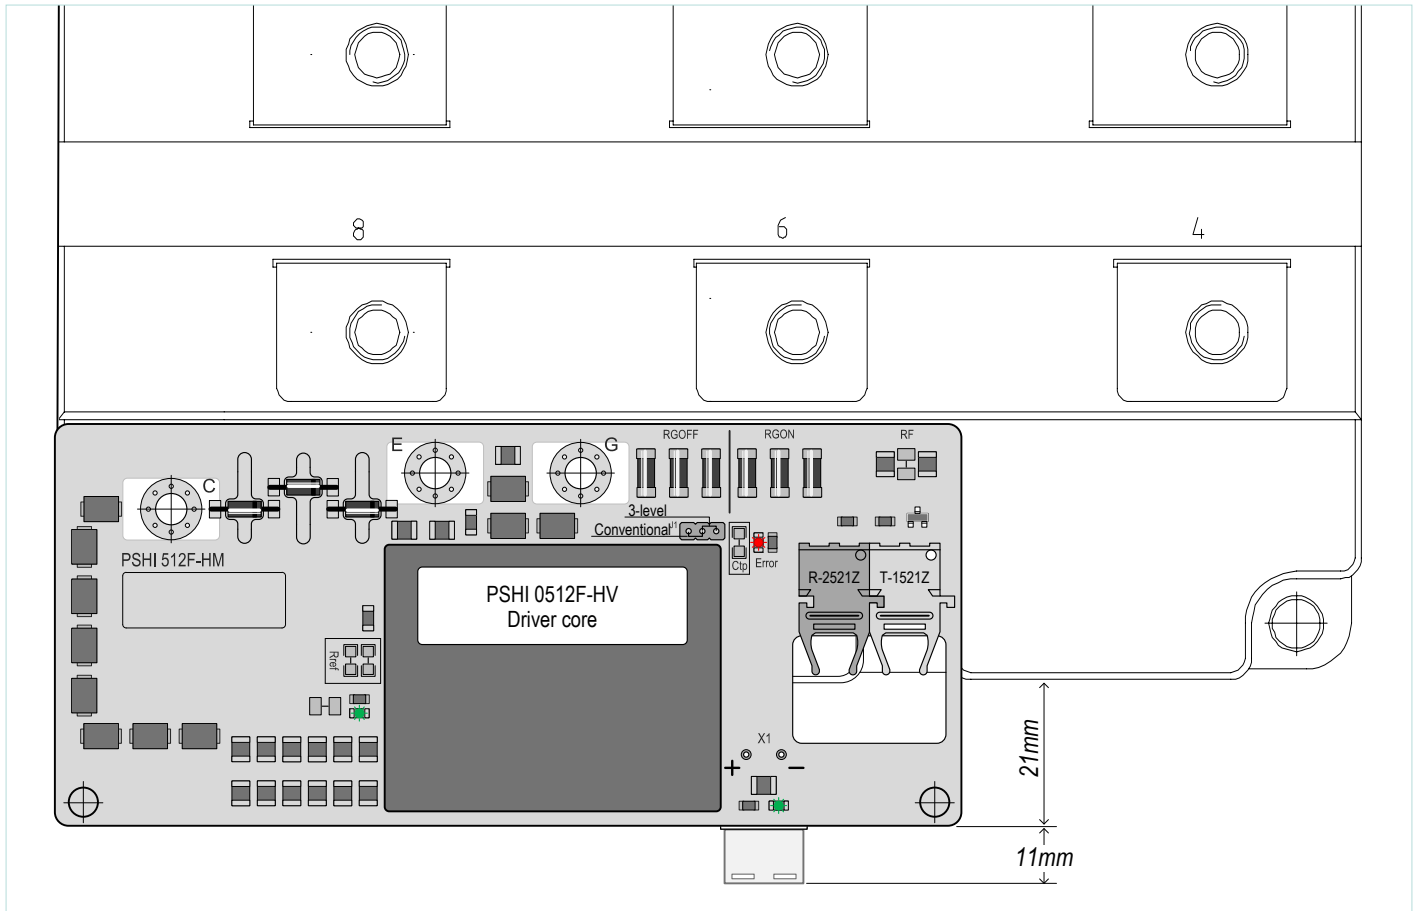 8
6
4
E
G
RGOFF
RGON
RF
C
3-level
Conventional
J1
PSHI 512F-HM
Ctp
Error
R-2521Z
T-1521Z
PSHI 0512F-HV
Driver core
Rref
X1
+
−
21mm
11mm